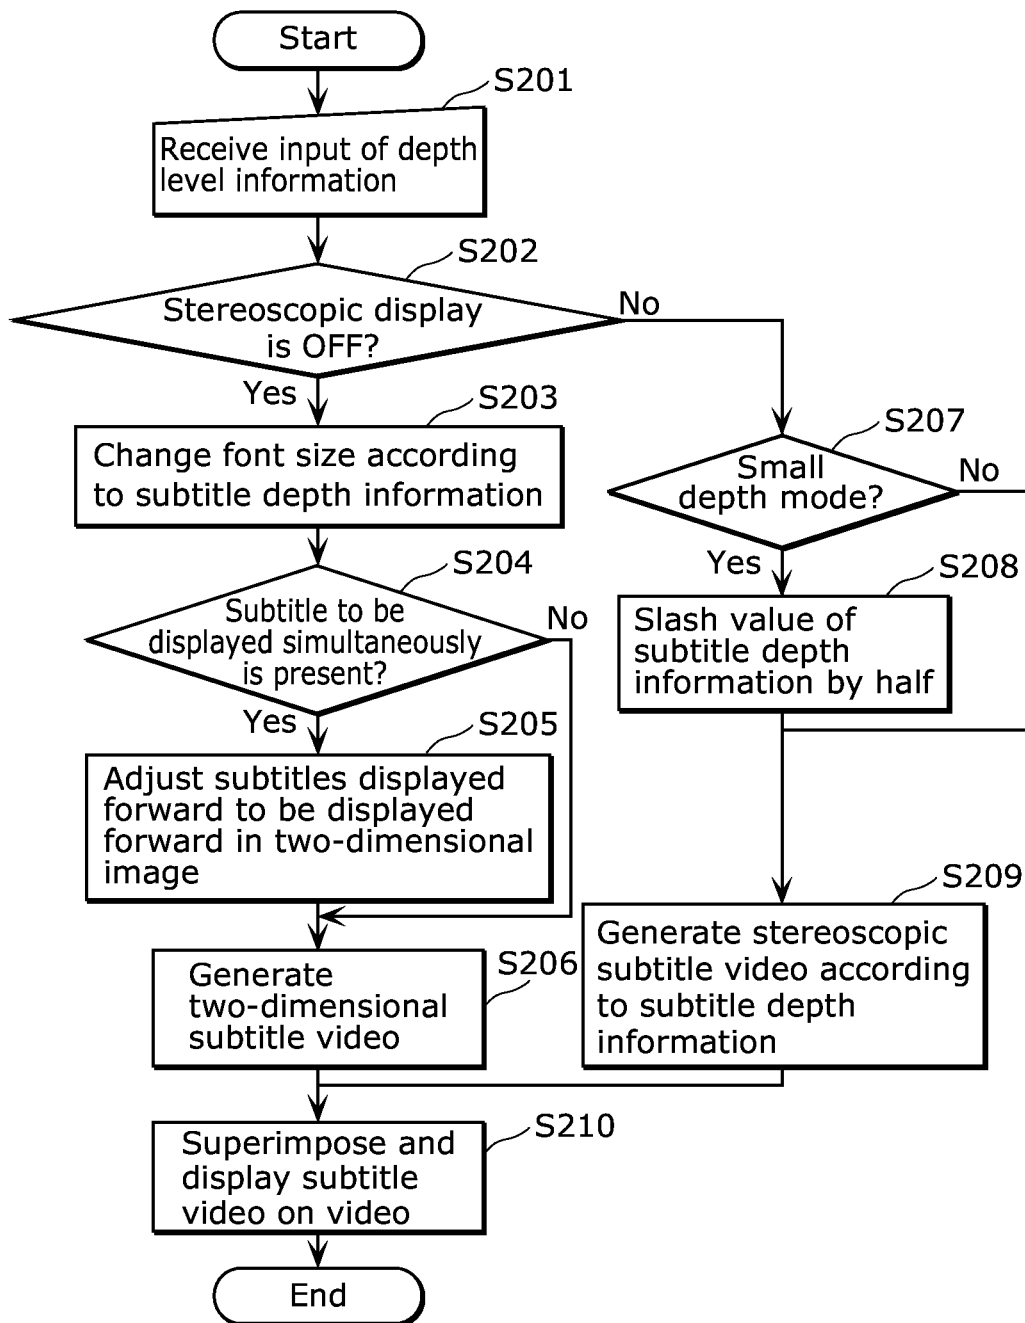 Start
S201
Receive input of depth
level information
S202
Stereoscopic display
is OFF?
No
Yes
S203
Change font size according
to subtitle depth information
S207
Small
depth mode?
No
Yes
S204
Subtitle to be
displayed simultaneously
is present?
No
Yes
S208
Slash value of
subtitle depth
information by half
S205
Adjust subtitles displayed
forward to be displayed
forward in two-dimensional
image
S209
Generate stereoscopic
subtitle video according
to subtitle depth
information
S206
Generate
two-dimensional
subtitle video
S210
Superimpose and
display subtitle
video on video
End